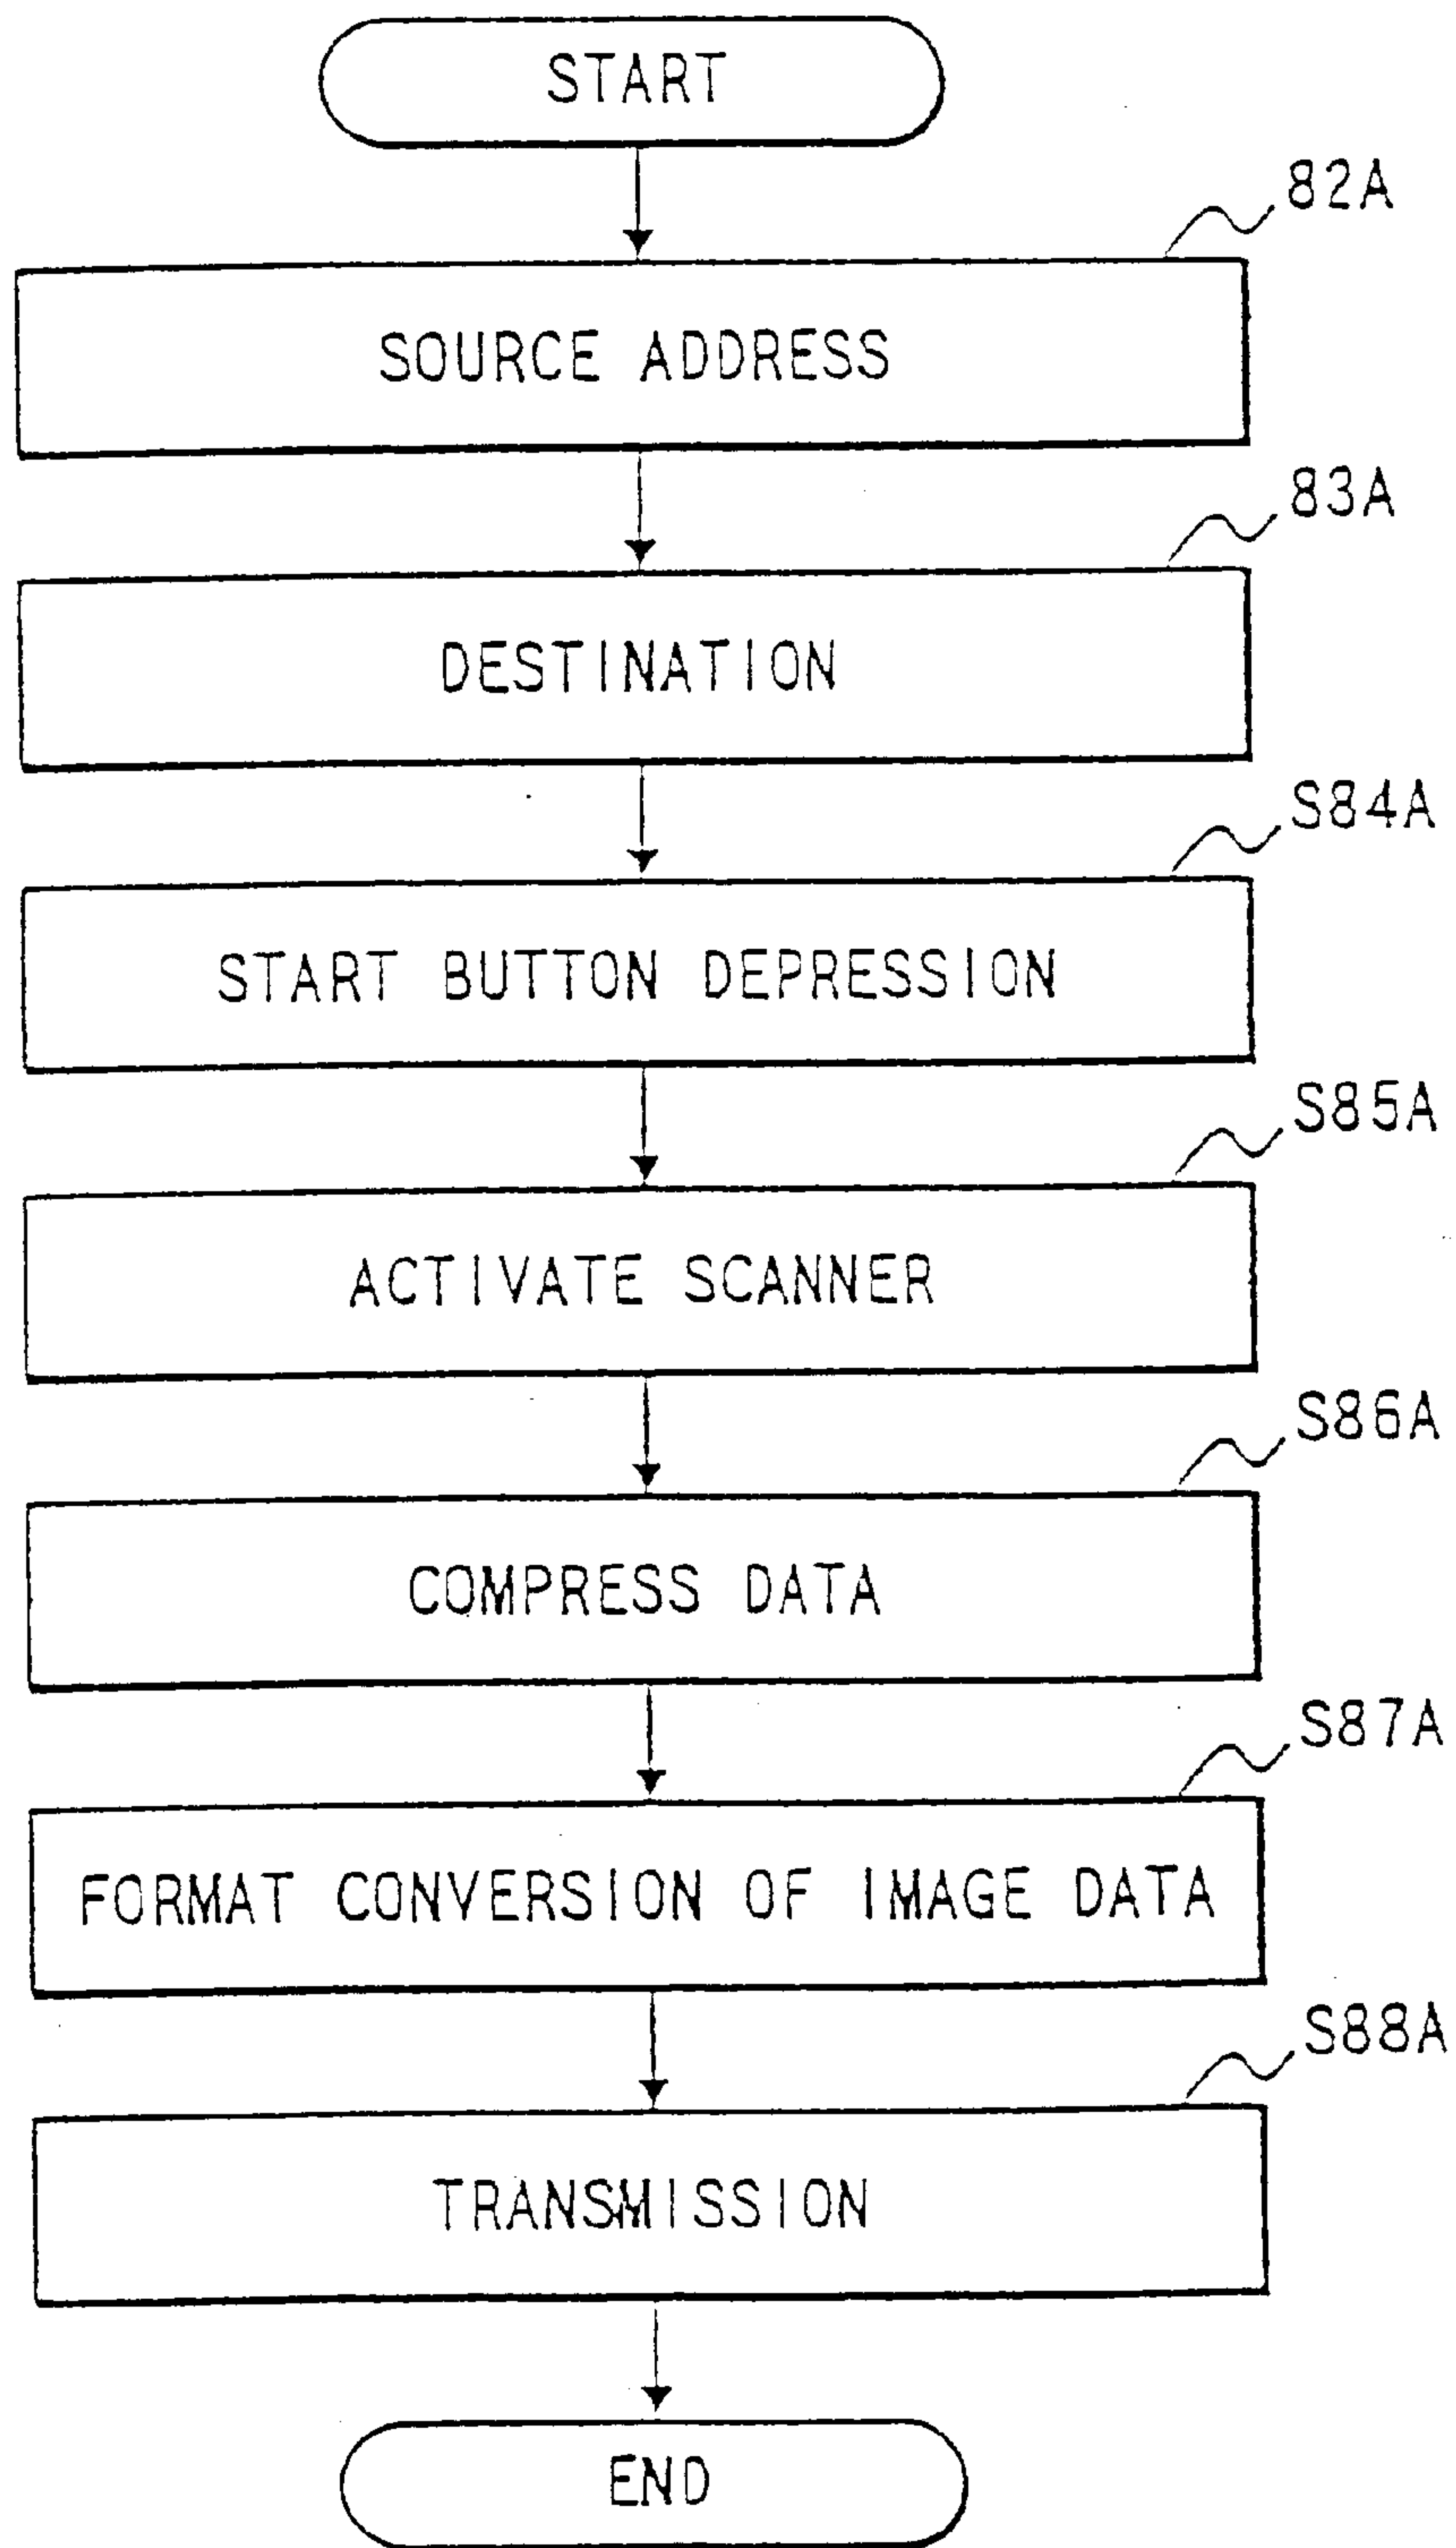 START
82A
SOURCE ADDRESS
83A
DESTINATION
S84A
START BUTTON DEPRESSION
S85A
ACTIVATE SCANNER
S86A
COMPRESS DATA
S87A
FORMAT CONVERSION OF IMAGE DATA
S88A
TRANSMISSION
END